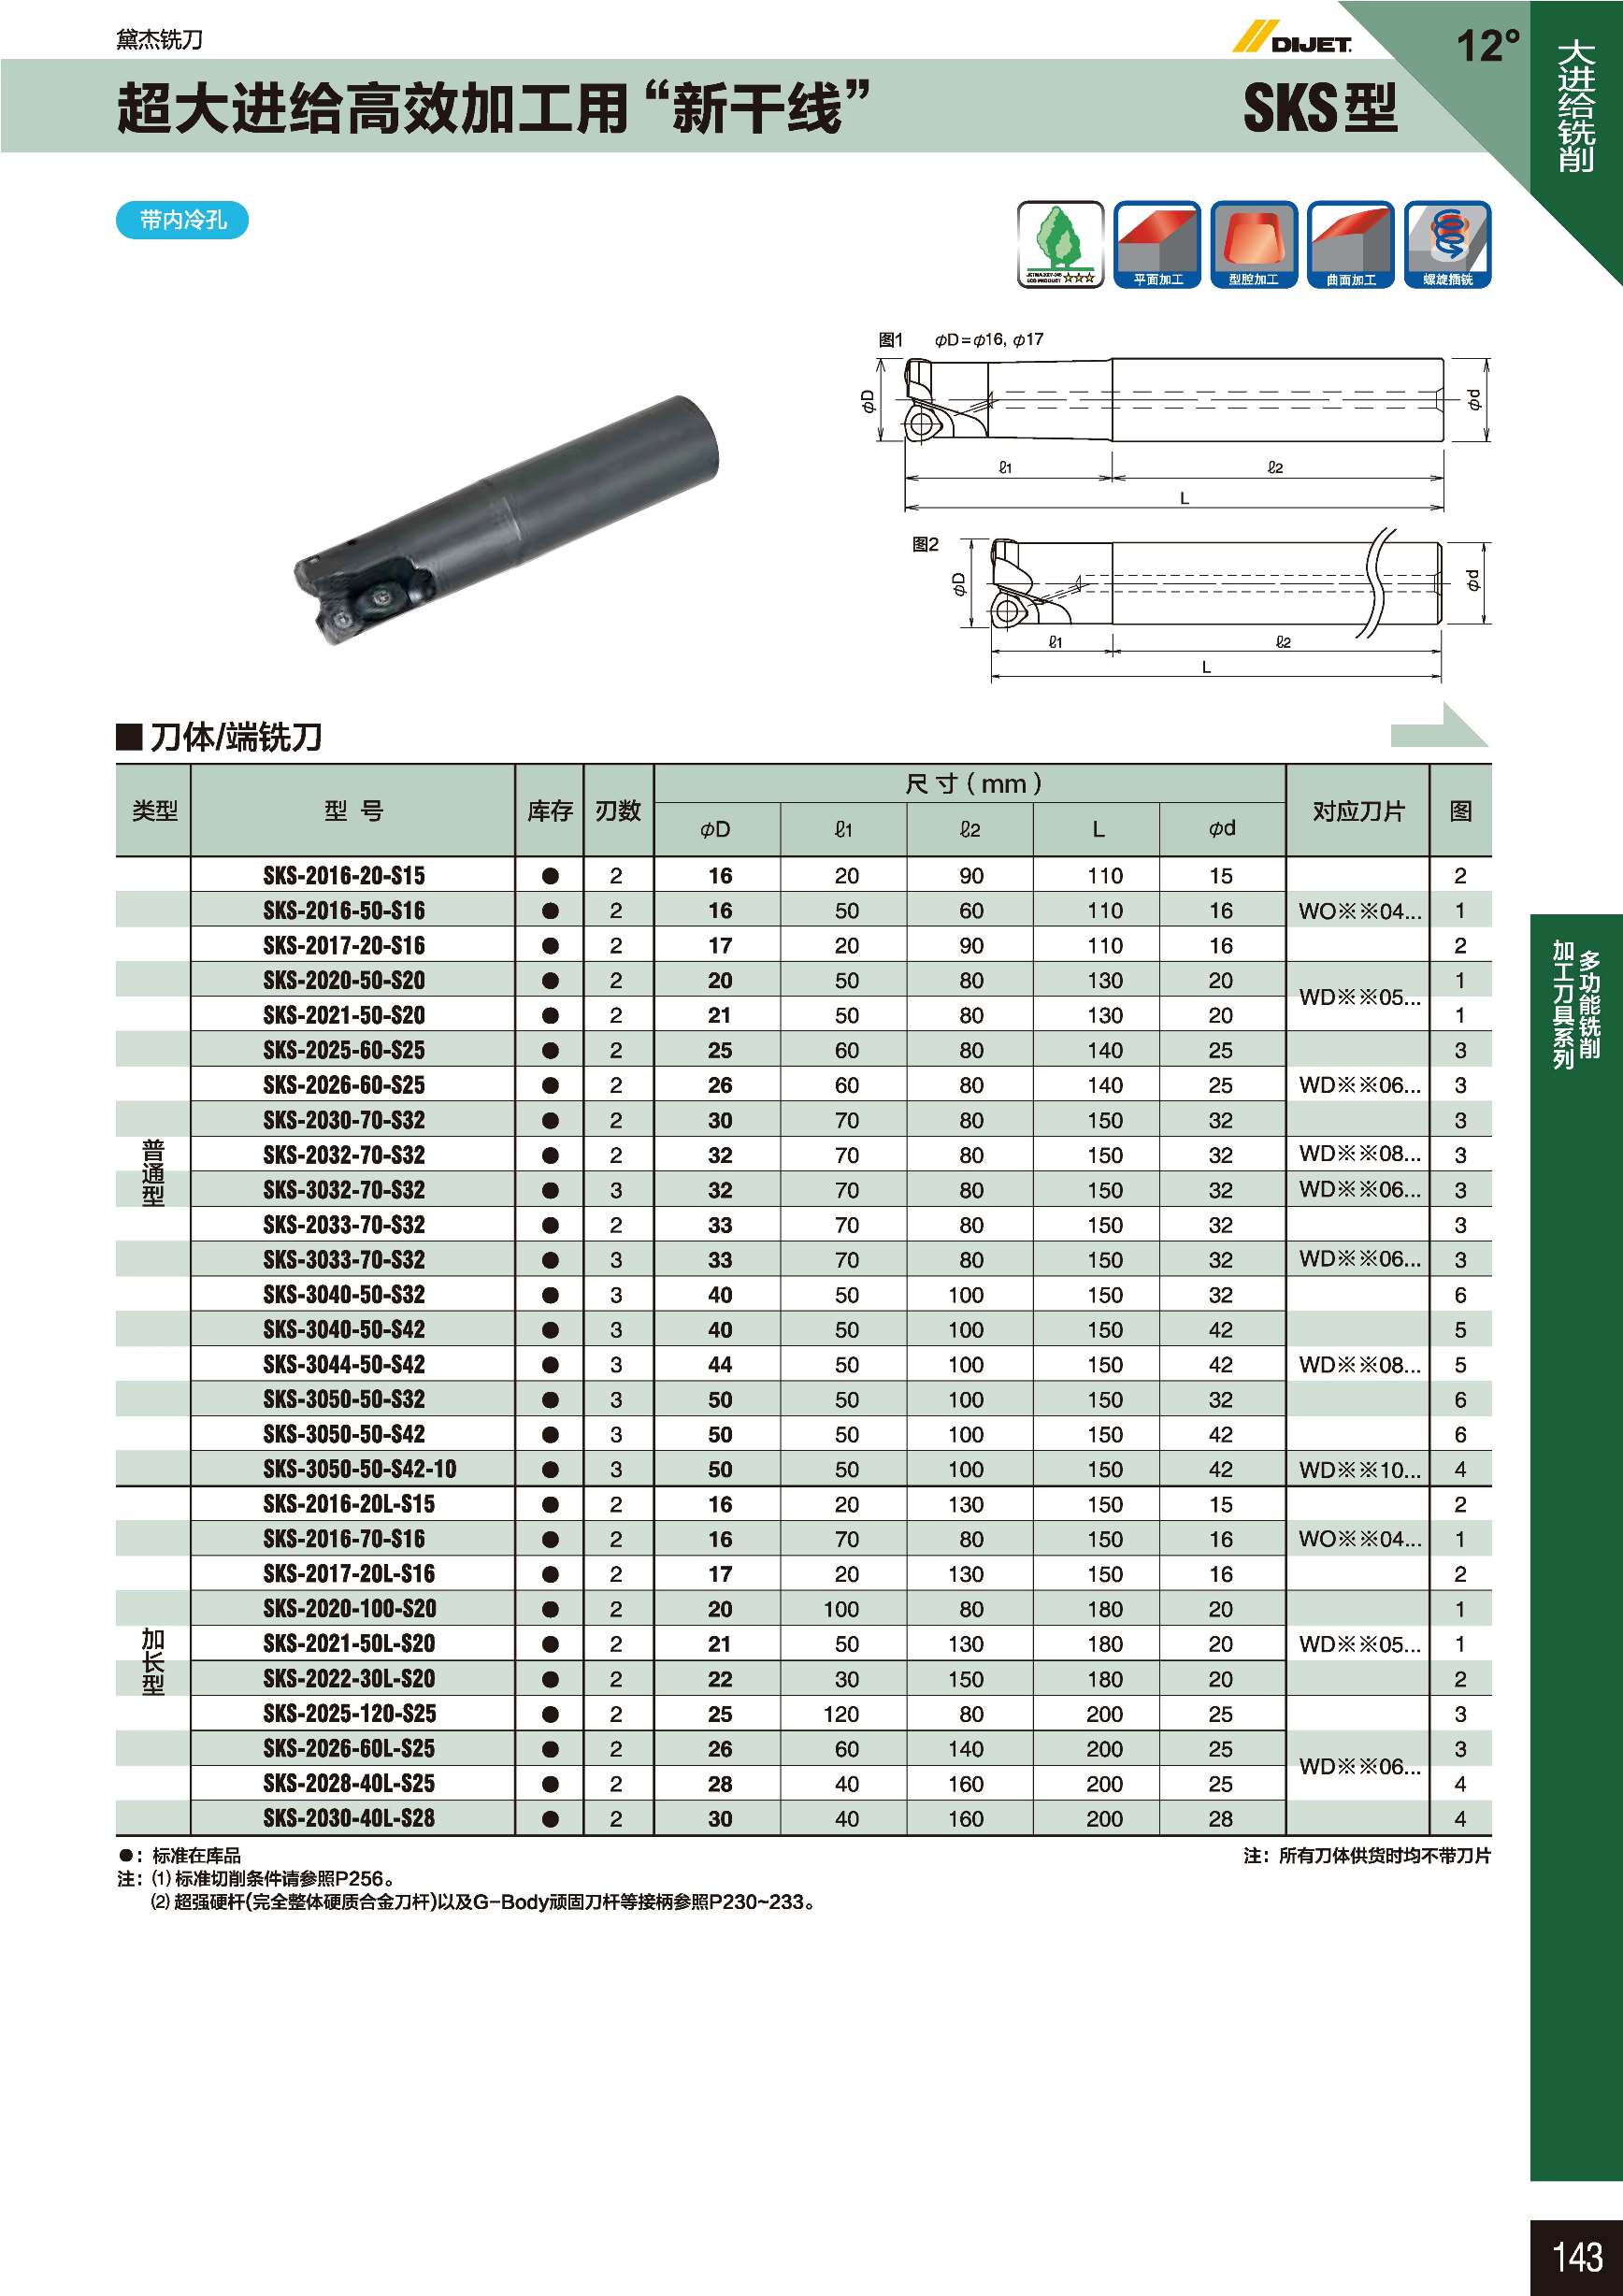 黛杰铣刀
DIJET
12°
大进给铣削
超大进给高效加工用“新干线”
SKS型
带内冷孔
平面加工
型腔加工
曲面加工
螺旋插铣
图1 φD=φ16, φ17
φD
φd
ℓ1
ℓ2
L
图2
φD
φd
ℓ1
ℓ2
L
■ 刀体/端铣刀
类型 型 号 库存 刃数 尺 寸 ( mm ) 对应刀片 图
φD ℓ1 ℓ2 L φd
SKS-2016-20-S15 ● 2 16 20 90 110 15 2
SKS-2016-50-S16 ● 2 16 50 60 110 16 WO※※04... 1
SKS-2017-20-S16 ● 2 17 20 90 110 16 2
SKS-2020-50-S20 ● 2 20 50 80 130 20 1
WD※※05...
SKS-2021-50-S20 ● 2 21 50 80 130 20 1
SKS-2025-60-S25 ● 2 25 60 80 140 25 3
SKS-2026-60-S25 ● 2 26 60 80 140 25 WD※※06... 3
SKS-2030-70-S32 ● 2 30 70 80 150 32 3
普通型
SKS-2032-70-S32 ● 2 32 70 80 150 32 WD※※08... 3
SKS-3032-70-S32 ● 3 32 70 80 150 32 WD※※06... 3
SKS-2033-70-S32 ● 2 33 70 80 150 32 3
SKS-3033-70-S32 ● 3 33 70 80 150 32 WD※※06... 3
SKS-3040-50-S32 ● 3 40 50 100 150 32 6
SKS-3040-50-S42 ● 3 40 50 100 150 42 5
SKS-3044-50-S42 ● 3 44 50 100 150 42 WD※※08... 5
SKS-3050-50-S32 ● 3 50 50 100 150 32 6
SKS-3050-50-S42 ● 3 50 50 100 150 42 6
SKS-3050-50-S42-10 ● 3 50 50 100 150 42 WD※※10... 4
SKS-2016-20L-S15 ● 2 16 20 130 150 15 2
SKS-2016-70-S16 ● 2 16 70 80 150 16 WO※※04... 1
SKS-2017-20L-S16 ● 2 17 20 130 150 16 2
SKS-2020-100-S20 ● 2 20 100 80 180 20 1
加长型
SKS-2021-50L-S20 ● 2 21 50 130 180 20 WD※※05... 1
SKS-2022-30L-S20 ● 2 22 30 150 180 20 2
SKS-2025-120-S25 ● 2 25 120 80 200 25 3
SKS-2026-60L-S25 ● 2 26 60 140 200 25 3
WD※※06...
SKS-2028-40L-S25 ● 2 28 40 160 200 25 4
SKS-2030-40L-S28 ● 2 30 40 160 200 28 4
●：标准在库品
注：所有刀体供货时均不带刀片
注：⑴ 标准切削条件请参照P256。
⑵ 超强硬杆(完全整体硬质合金刀杆)以及G-Body顽固刀杆等接柄参照P230~233。
多功能铣削
加工刀具系列
143